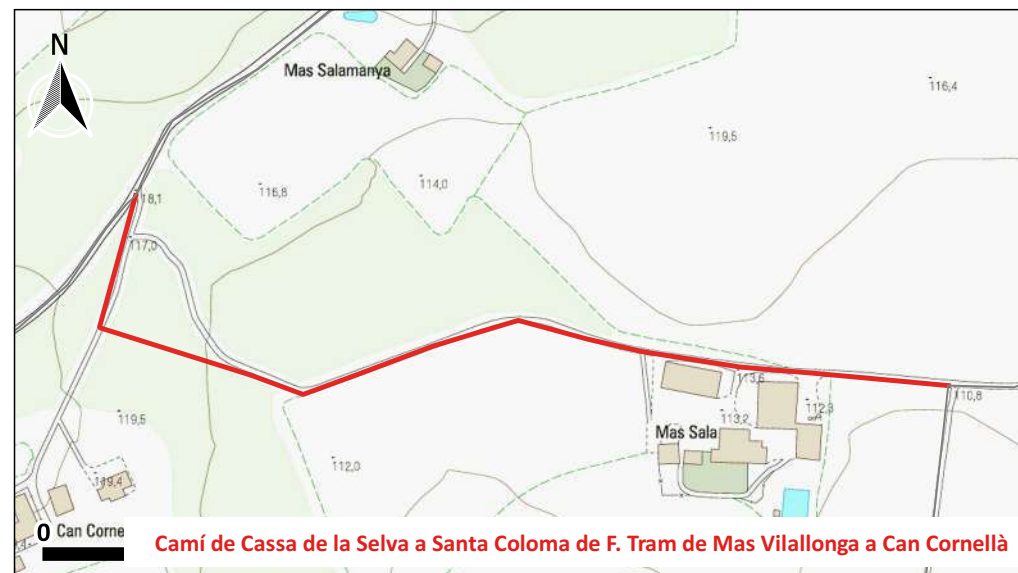 N
Mas Salamanya
116,4
119,5
116,8
114,0
118,1
117,0
113,6
110,8
119,5
112,3
113,2
Mas Sala
112,0
119,4
0
Can Corne
Camí de Cassa de la Selva a Santa Coloma de F. Tram de Mas Vilallonga a Can Cornellà